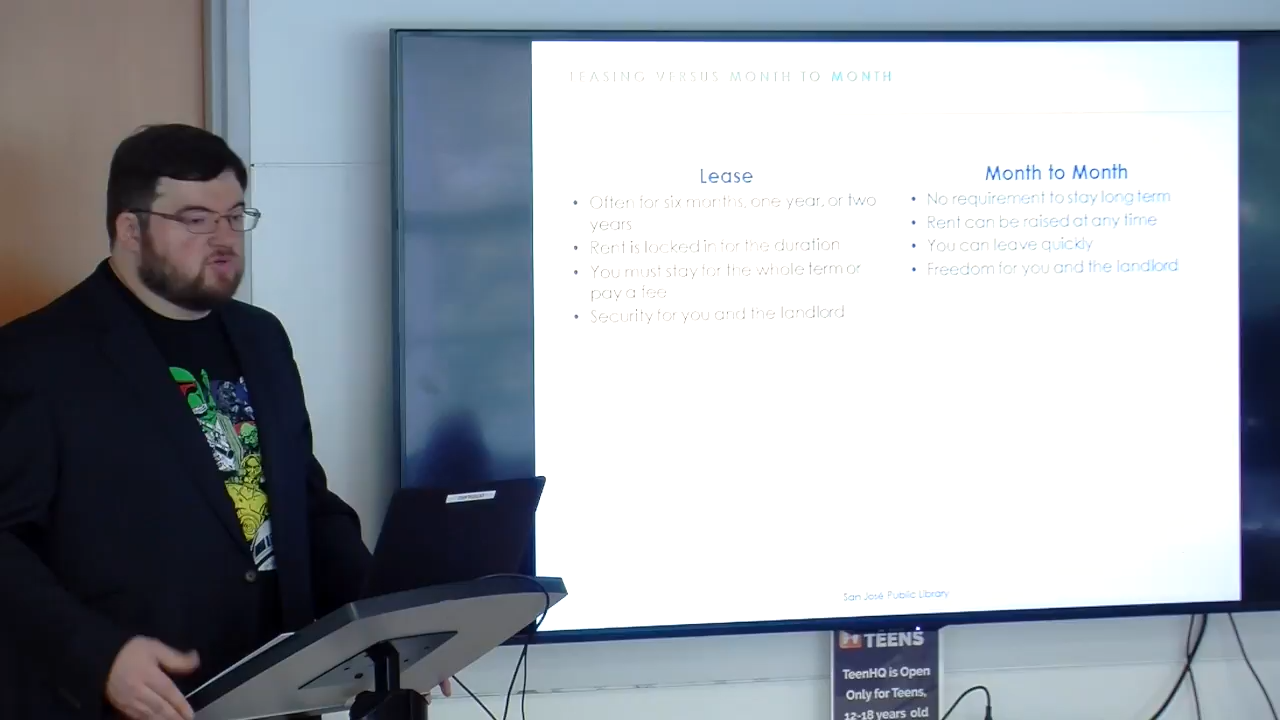 LEASING VERSUS MONTH TO MONTH
Lease
• Often for six months, one year, or two
years
• Rent is locked in for the duration
• You must stay for the whole term or
pay a fee
• Security for you and the landlord
Month to Month
• No requirement to stay long term
• Rent can be raised at any time
• You can leave quickly
• Freedom for you and the landlord
San José Public Library
TEENS
TeenHQ is Open
Only for Teens,
12-18 years old